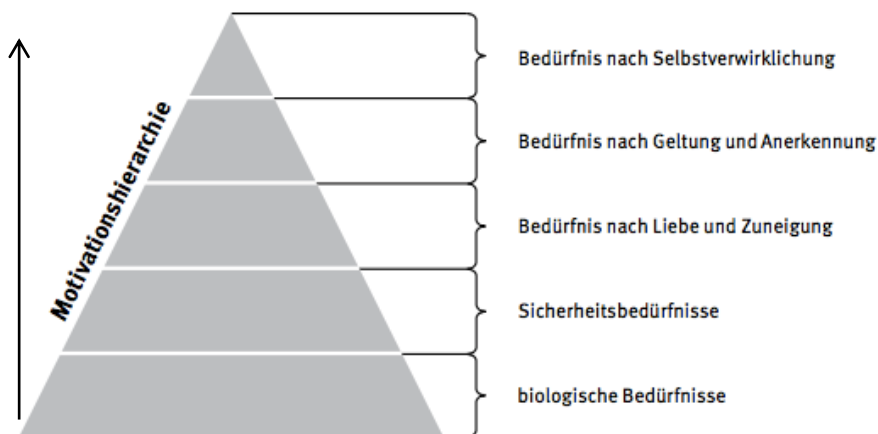 Motivationshierarchie
Bedürfnis nach Selbstverwirklichung
Bedürfnis nach Geltung und Anerkennung
Bedürfnis nach Liebe und Zuneigung
Sicherheitsbedürfnisse
biologische Bedürfnisse